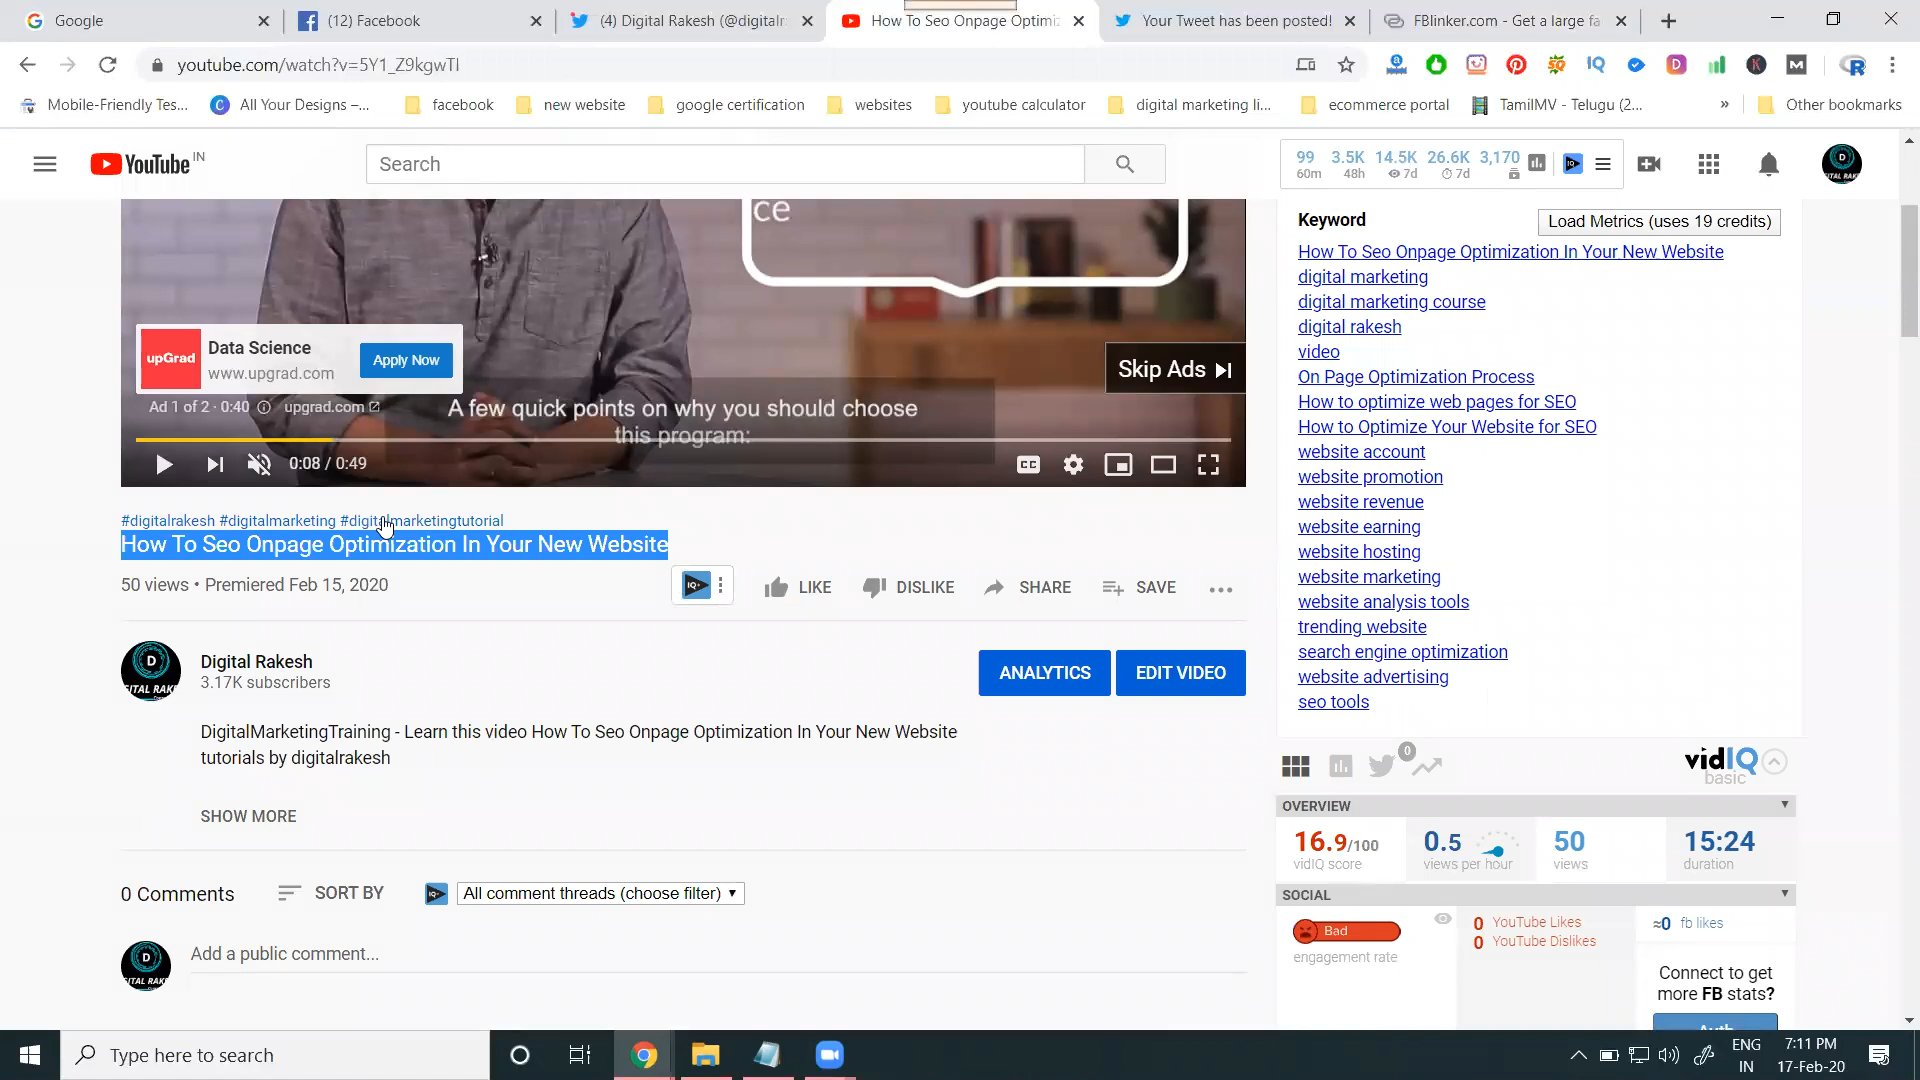 Google
(12) Facebook
(4) Digital Rakesh (@digitalr
How To Seo Onpage Optimiz
Your Tweet has been posted!
FBlinker.com - Get a large fa
youtube.com/watch?v=5Y1_Z9kgwTI
Mobile-Friendly Tes...
All Your Designs –...
facebook
new website
google certification
websites
youtube calculator
digital marketing li...
ecommerce portal
TamilMV - Telugu (2...
»
Other bookmarks
YouTube IN
Search
99 3.5K 14.5K 26.6K 3,170
60m 48h 7d 7d
ce
upGrad
Data Science
www.upgrad.com
Apply Now
Skip Ads
Ad 1 of 2 · 0:40 upgrad.com
A few quick points on why you should choose
this program:
0:08 / 0:49
CC
#digitalrakesh #digitalmarketing #digitalmarketingtutorial
How To Seo Onpage Optimization In Your New Website
50 views • Premiered Feb 15, 2020
IQ
LIKE
DISLIKE
SHARE
SAVE
Digital Rakesh
3.17K subscribers
ANALYTICS
EDIT VIDEO
DigitalMarketingTraining - Learn this video How To Seo Onpage Optimization In Your New Website
tutorials by digitalrakesh
SHOW MORE
0 Comments
SORT BY
All comment threads (choose filter)
Add a public comment...
Keyword
Load Metrics (uses 19 credits)
How To Seo Onpage Optimization In Your New Website
digital marketing
digital marketing course
digital rakesh
video
On Page Optimization Process
How to optimize web pages for SEO
How to Optimize Your Website for SEO
website account
website promotion
website revenue
website earning
website hosting
website marketing
website analysis tools
trending website
search engine optimization
website advertising
seo tools
0
vidIQ
basic
OVERVIEW
16.9/100
vidIQ score
0.5
views per hour
50
views
15:24
duration
SOCIAL
Bad
engagement rate
0 YouTube Likes
0 YouTube Dislikes
≈0 fb likes
Connect to get
more FB stats?
Type here to search
ENG
IN
7:11 PM
17-Feb-20